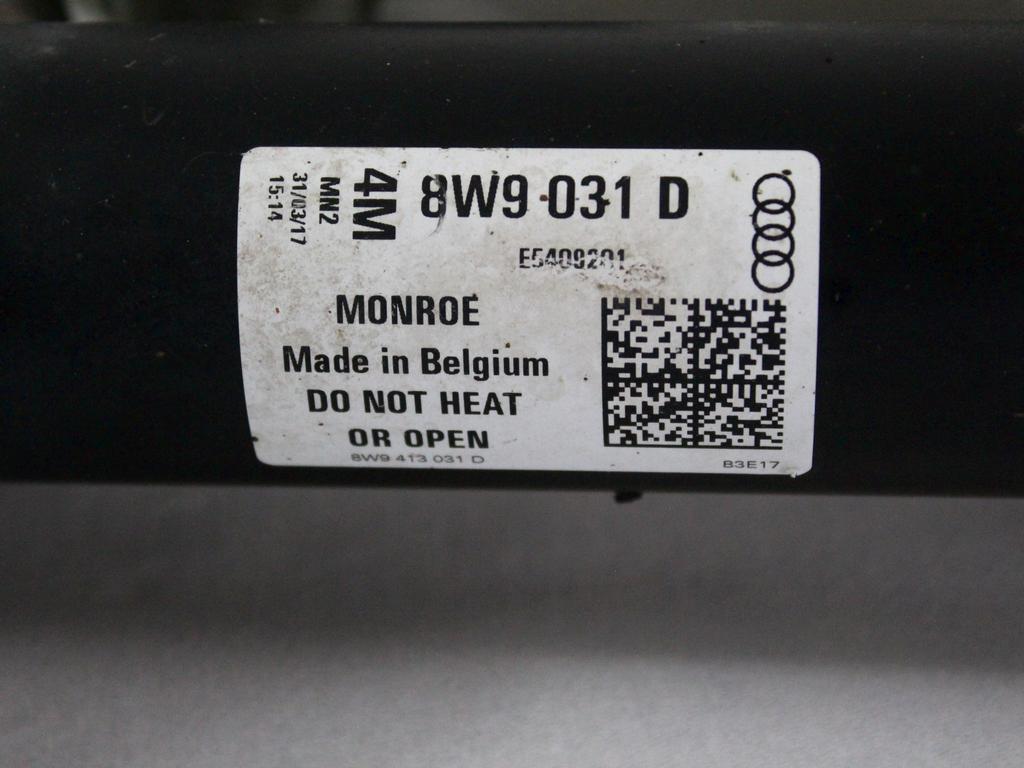 8W9 031 D
4M
MN2
31/03/17
15:14
E5409201
MONROE
Made in Belgium
DO NOT HEAT
OR OPEN
8W9 413 031 D
B3E17